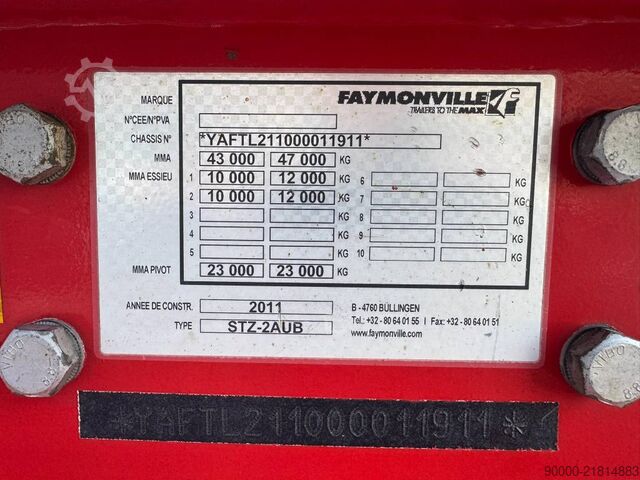 MARQUE FAYMONVILLE
TRAILERS TO THE MAX
N°CEE/N°PVA
CHASSIS N° *YAFTL211000011911*
MMA 43 000 47 000 KG
MMA ESSIEU 1 10 000 12 000 KG 6 KG
2 10 000 12 000 KG 7 KG
3 KG 8 KG
4 KG 9 KG
5 KG 10 KG
MMA PIVOT 23 000 23 000 KG
ANNEE DE CONSTR. 2011 B - 4760 BÜLLINGEN
Tel.: +32 - 80 64 01 55 I Fax: +32 - 80 64 01 51
TYPE STZ-2AUB www.faymonville.com
*YAFTL211000011911*
VIBO 8.8
90000-21814883